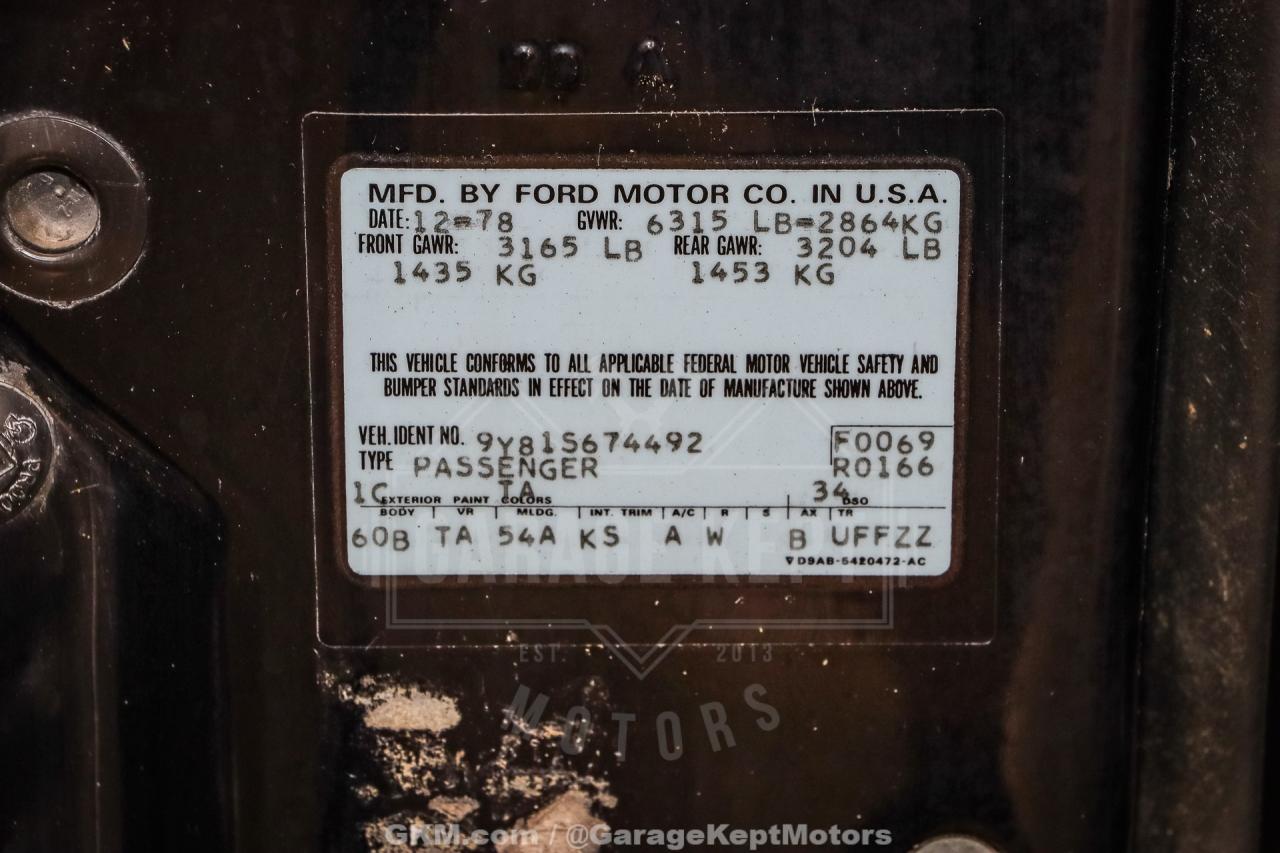 DD A
MFD. BY FORD MOTOR CO. IN U.S.A.
DATE: 12-78 GVWR: 6315 LB-2864KG
FRONT GAWR: 3165 LB REAR GAWR: 3204 LB
1435 KG 1453 KG
THIS VEHICLE CONFORMS TO ALL APPLICABLE FEDERAL MOTOR VEHICLE SAFETY AND
BUMPER STANDARDS IN EFFECT ON THE DATE OF MANUFACTURE SHOWN ABOVE.
VEH. IDENT NO. 9Y81S674492 F0069
TYPE PASSENGER R0166
1C TA 34
EXTERIOR PAINT COLORS DSO
BODY VR MLDG. INT. TRIM A/C R S AX TR
60B TA 54A KS A W B UFFZZ
D9AB-5420472-AC
GARAGE KEPT
EST. 2013
MOTORS
GKM.com / @GarageKeptMotors